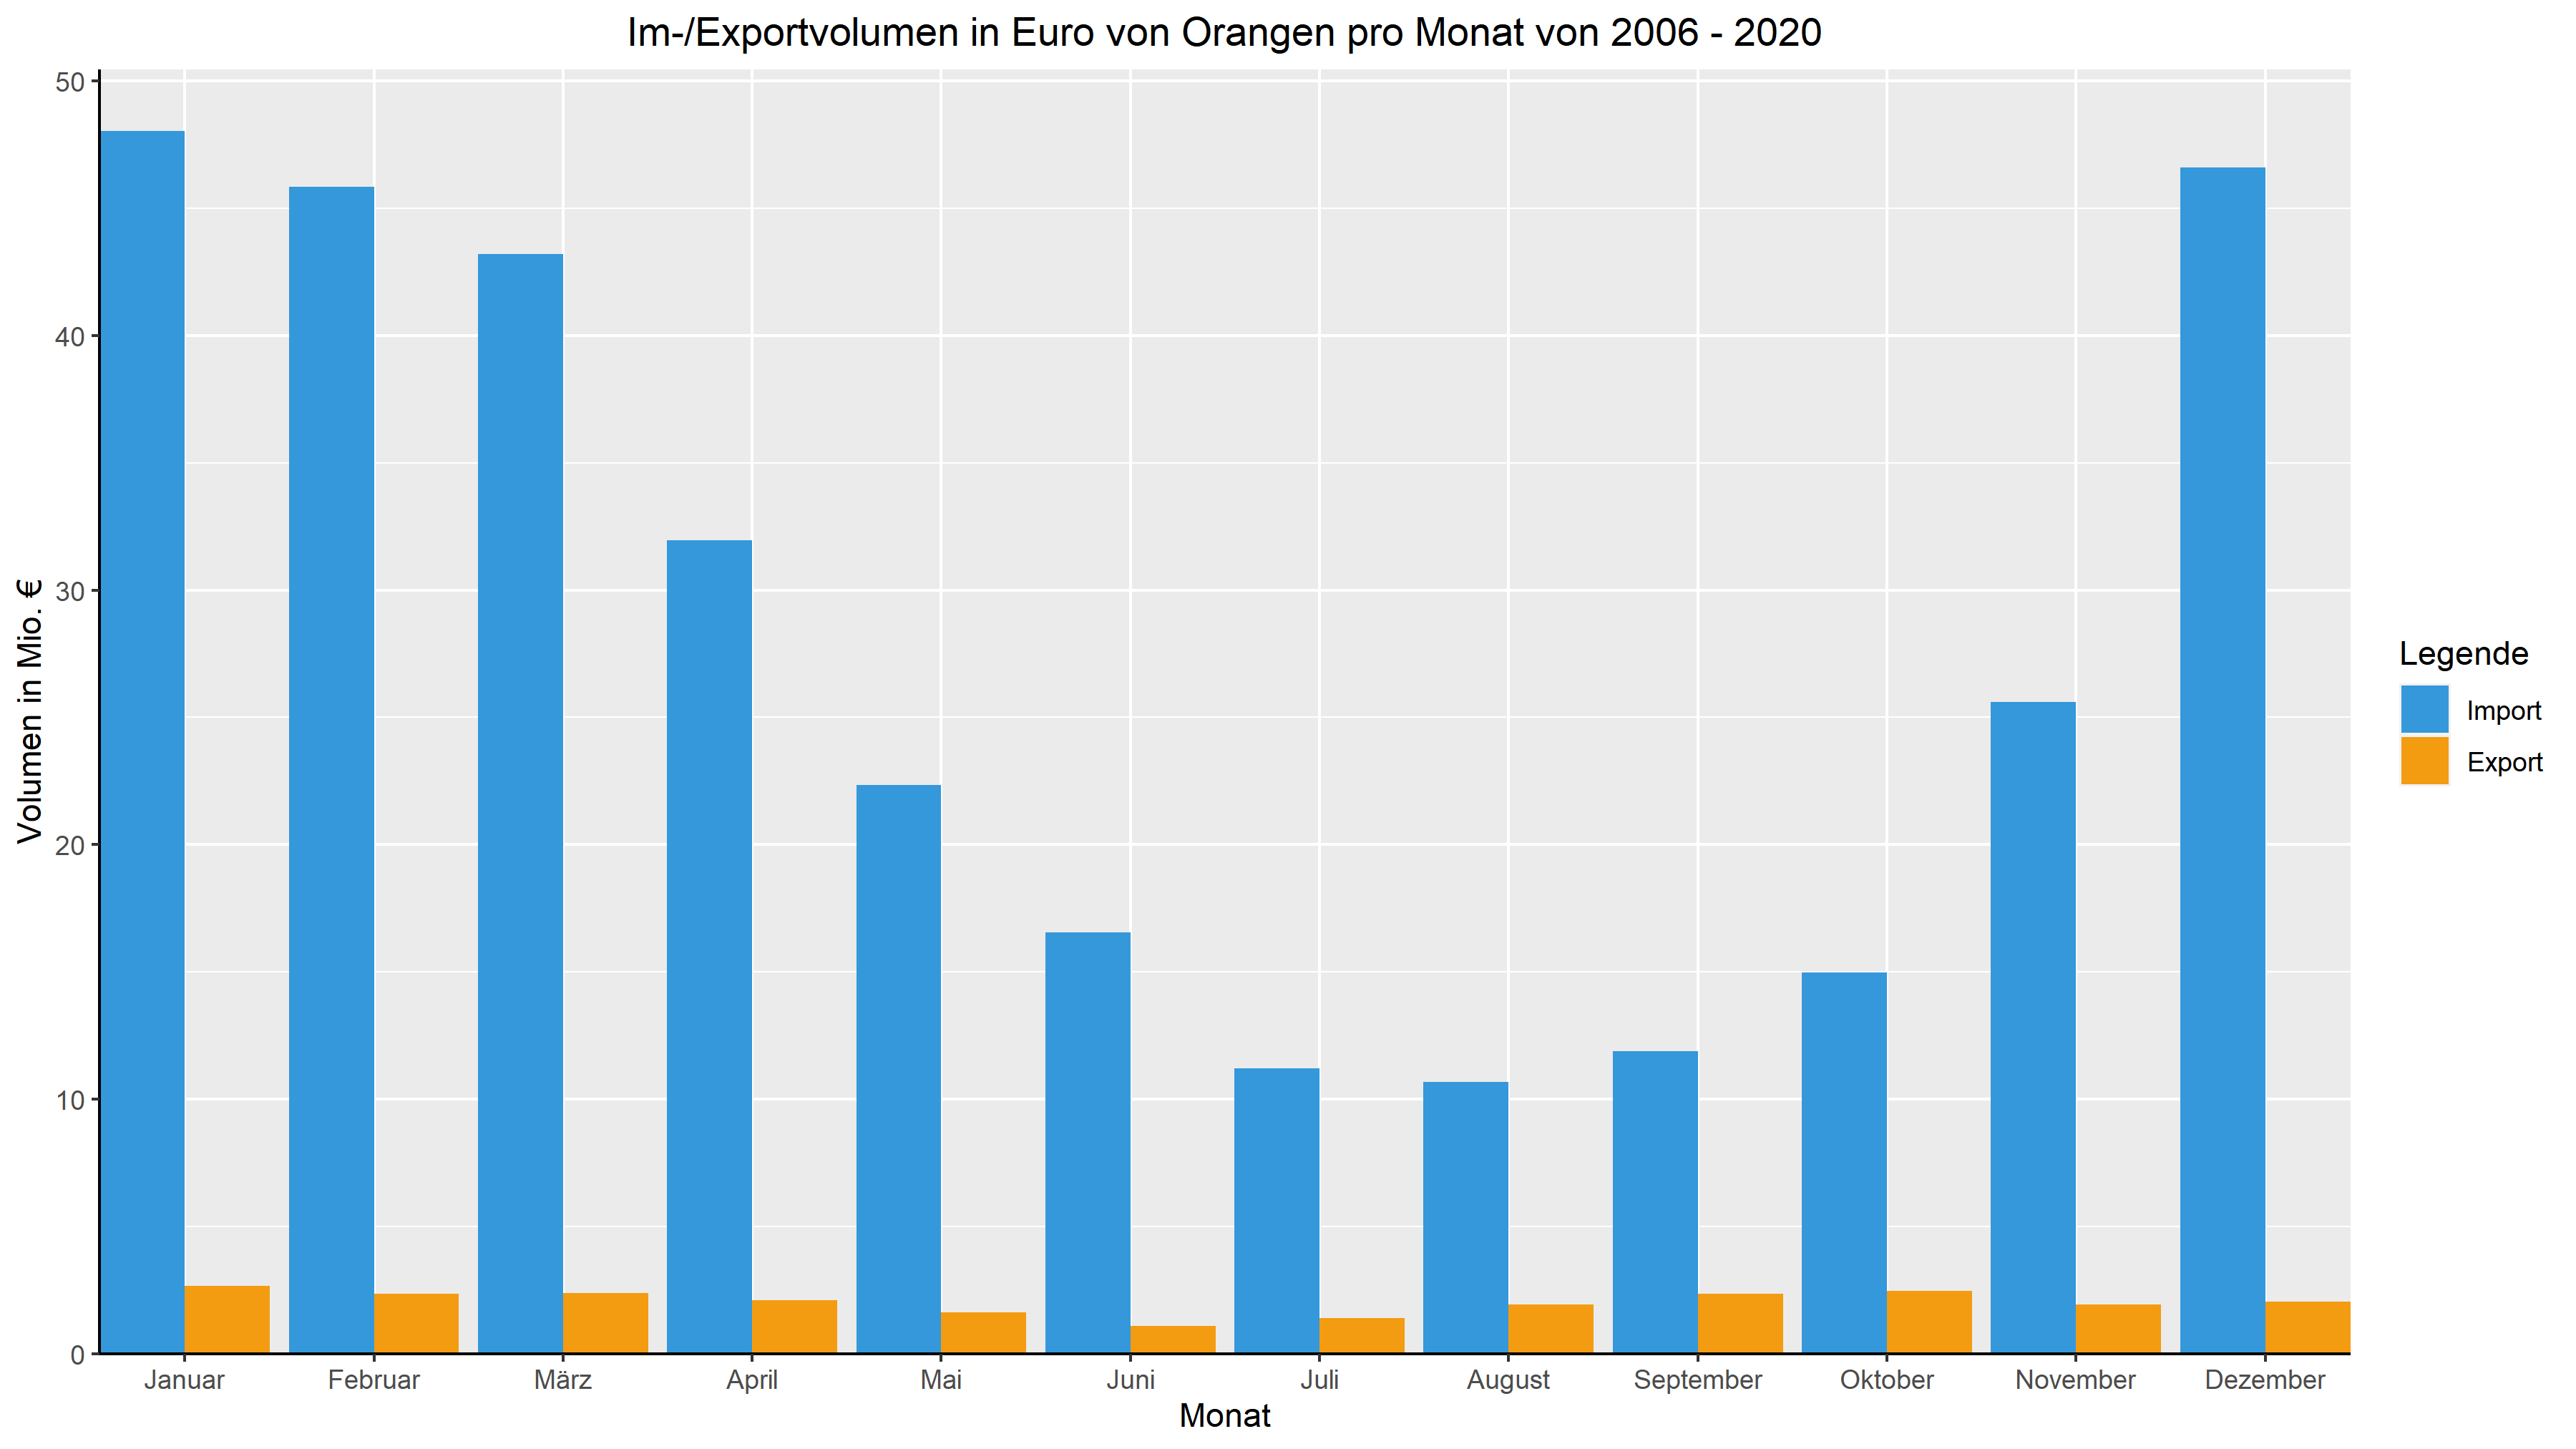 Im-/Exportvolumen in Euro von Orangen pro Monat von 2006 - 2020
Volumen in Mio. €
50
40
30
20
10
0
Januar Februar März April Mai Juni Juli August September Oktober November Dezember
Monat
Legende
Import
Export